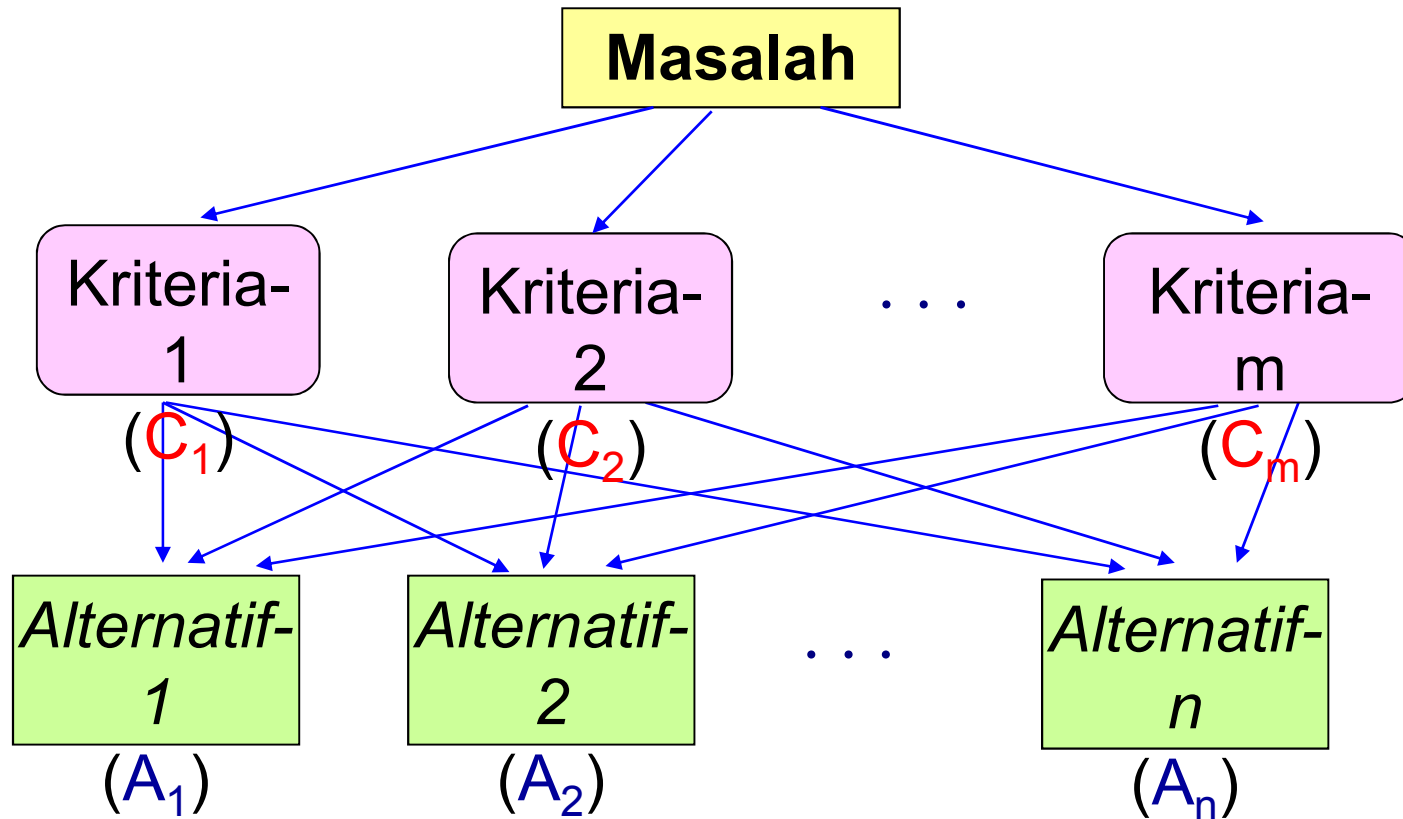 Masalah
Kriteria-
1
Kriteria-
2
. . .
Kriteria-
m
(C₁)
(C₂)
(Cₘ)
Alternatif-
1
Alternatif-
2
. . .
Alternatif-
n
(A₁)
(A₂)
(Aₙ)